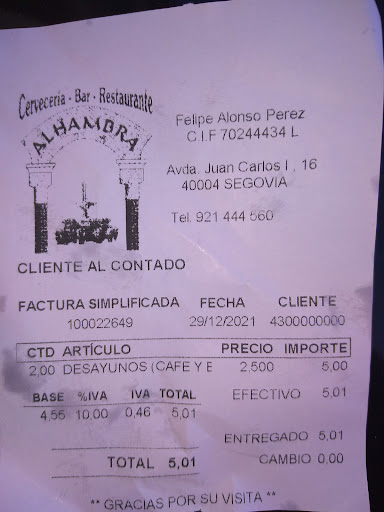 Cerveceria - Bar - Restaurante
ALHAMBRA
Felipe Alonso Perez
C.I.F 70244434 L
Avda. Juan Carlos I , 16
40004 SEGOVIA
Tel. 921 444 560
CLIENTE AL CONTADO
FACTURA SIMPLIFICADA FECHA CLIENTE
100022649 29/12/2021 4300000000
CTD ARTÍCULO PRECIO IMPORTE
2,00 DESAYUNOS (CAFE Y E 2,500 5,00
BASE %IVA IVA TOTAL EFECTIVO 5,01
4,55 10,00 0,46 5,01
ENTREGADO 5,01
TOTAL 5,01 CAMBIO 0,00
** GRACIAS POR SU VISITA **